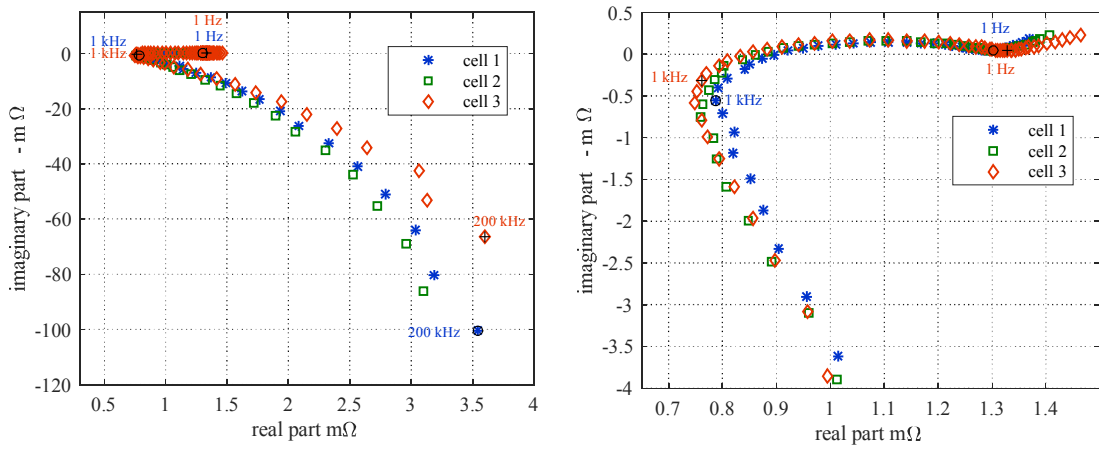 1 Hz
1 kHz
1 kHz
1 Hz
0
-20
-40
-60
-80
-100
-120
imaginary part - m Ω
cell 1
cell 2
cell 3
200 kHz
200 kHz
0.5
1
1.5
2
2.5
3
3.5
4
real part mΩ
0.5
0
-0.5
-1
-1.5
-2
-2.5
-3
-3.5
-4
imaginary part - m Ω
1 Hz
1 kHz
1 kHz
1 Hz
cell 1
cell 2
cell 3
0.7
0.8
0.9
1
1.1
1.2
1.3
1.4
real part mΩ